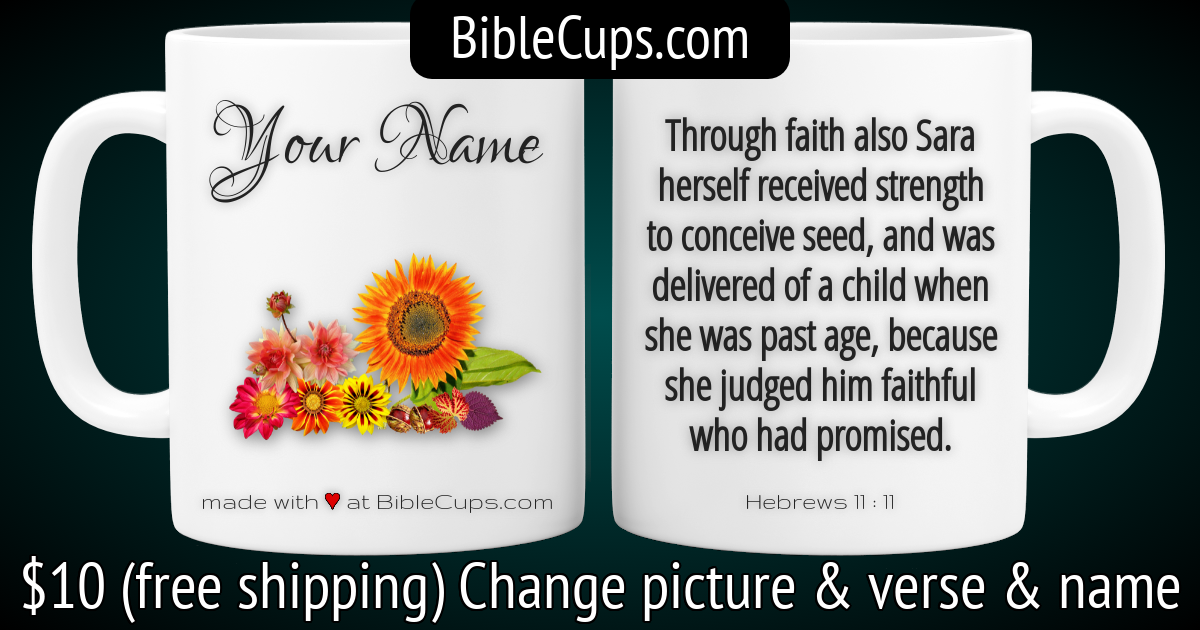 BibleCups.com
Your Name
made with ♥ at BibleCups.com
Through faith also Sara
herself received strength
to conceive seed, and was
delivered of a child when
she was past age, because
she judged him faithful
who had promised.
Hebrews 11 : 11
$10 (free shipping) Change picture & verse & name